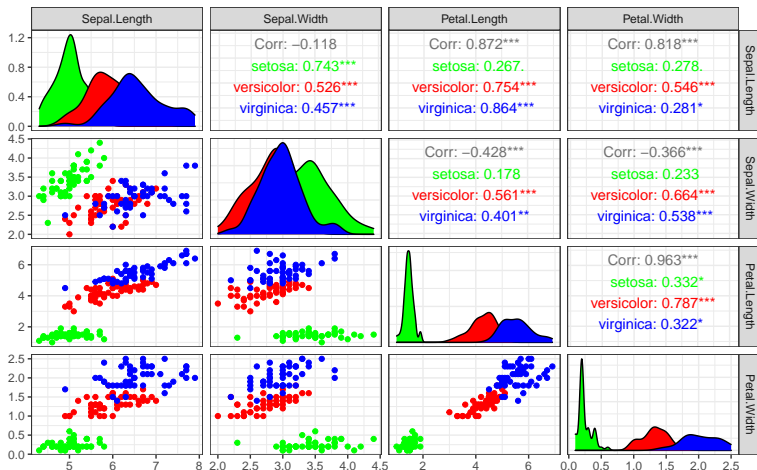 Sepal.Length Sepal.Width Petal.Length Petal.Width
1.2
0.8
0.4
0.0
Corr: −0.118
setosa: 0.743***
versicolor: 0.526***
virginica: 0.457***
Corr: 0.872***
setosa: 0.267.
versicolor: 0.754***
virginica: 0.864***
Corr: 0.818***
setosa: 0.278.
versicolor: 0.546***
virginica: 0.281*
Sepal.Length
4.5
4.0
3.5
3.0
2.5
2.0
Corr: −0.428***
setosa: 0.178
versicolor: 0.561***
virginica: 0.401**
Corr: −0.366***
setosa: 0.233
versicolor: 0.664***
virginica: 0.538***
Sepal.Width
6
4
2
Corr: 0.963***
setosa: 0.332*
versicolor: 0.787***
virginica: 0.322*
Petal.Length
2.5
2.0
1.5
1.0
0.5
0.0
Petal.Width
5 6 7 8
2.0 2.5 3.0 3.5 4.0 4.5
2 4 6
0.0 0.5 1.0 1.5 2.0 2.5